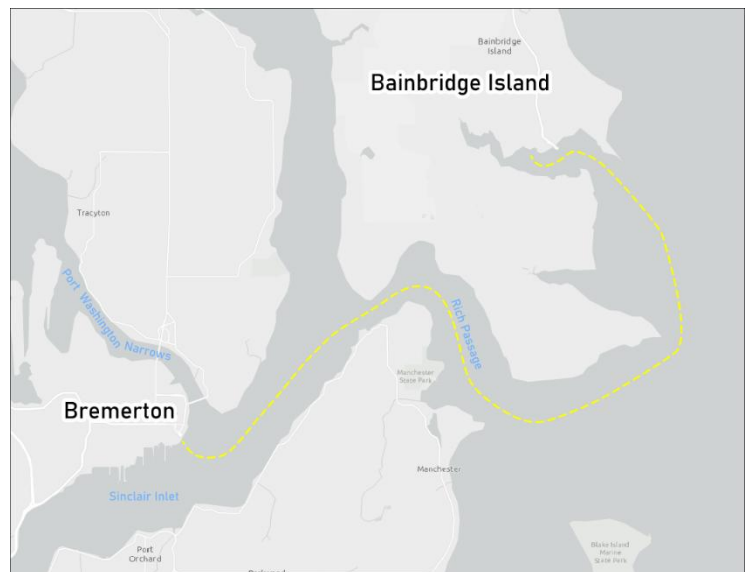 Bainbridge
Island
Bainbridge Island
Tracyton
Port Washington Narrows
Rich Passage
Manchester
State Park
Bremerton
Manchester
Sinclair Inlet
Port
Orchard
Blake Island
Marine
State Park